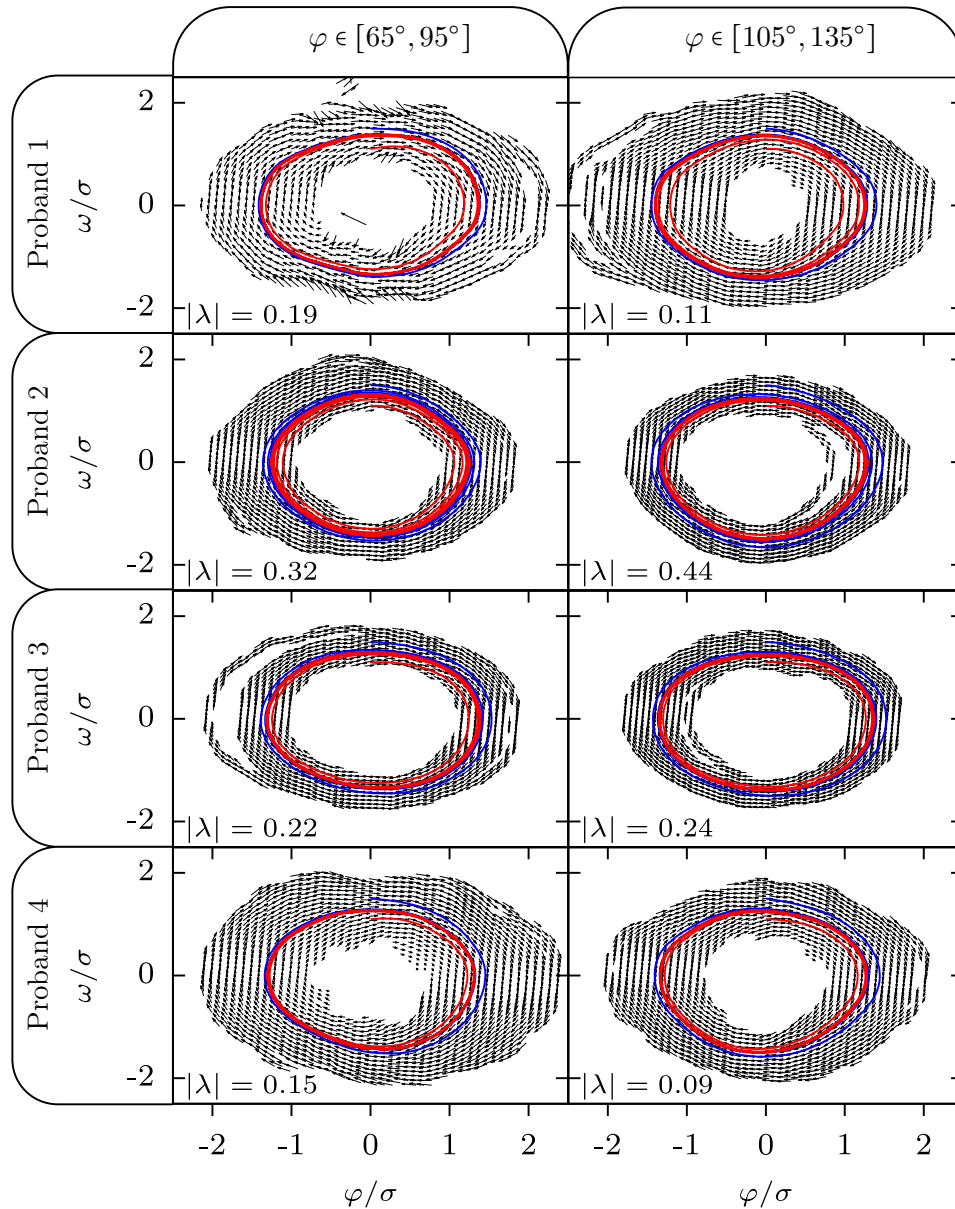 φ ∈ [65°, 95°]
φ ∈ [105°, 135°]
Proband 1
ω/σ
2
0
-2
|λ| = 0.19
|λ| = 0.11
Proband 2
ω/σ
2
0
-2
|λ| = 0.32
|λ| = 0.44
Proband 3
ω/σ
2
0
-2
|λ| = 0.22
|λ| = 0.24
Proband 4
ω/σ
2
0
-2
|λ| = 0.15
|λ| = 0.09
-2 -1 0 1 2
-2 -1 0 1 2
φ/σ
φ/σ